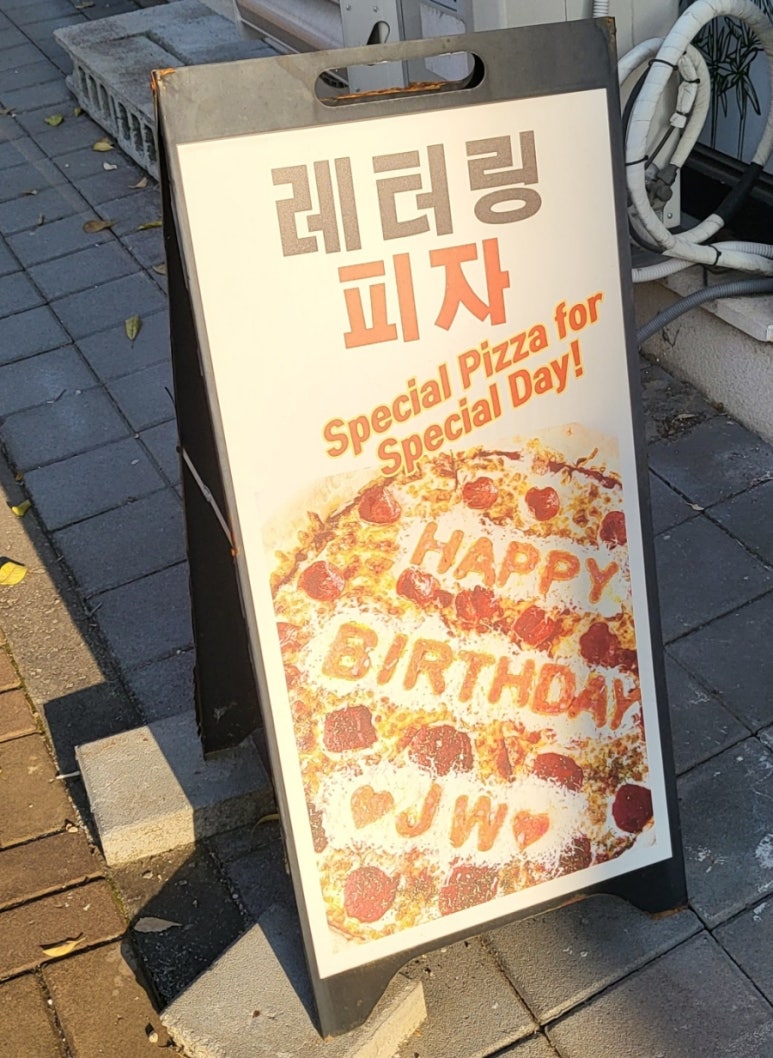 레터링
피자
Special Pizza for
Special Day!
HAPPY
BIRTHDAY
♥JW♥